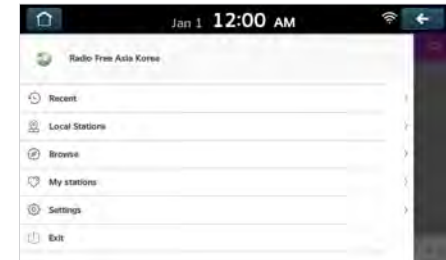 Jan 1 12:00 AM
Radio Free Asia Korea
Recent
Local Stations
Browse
My stations
Settings
Exit